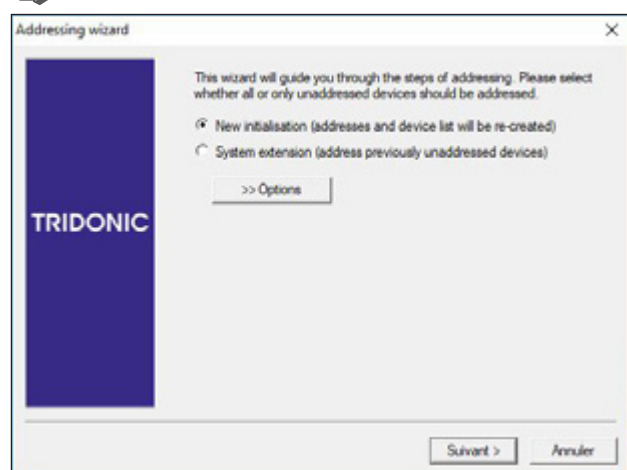 Addressing wizard
This wizard will guide you through the steps of addressing. Please select
whether all or only unaddressed devices should be addressed.
New initialisation (addresses and device list will be re-created)
System extension (address previously unaddressed devices)
>> Options
TRIDONIC
Suivant >
Annuler